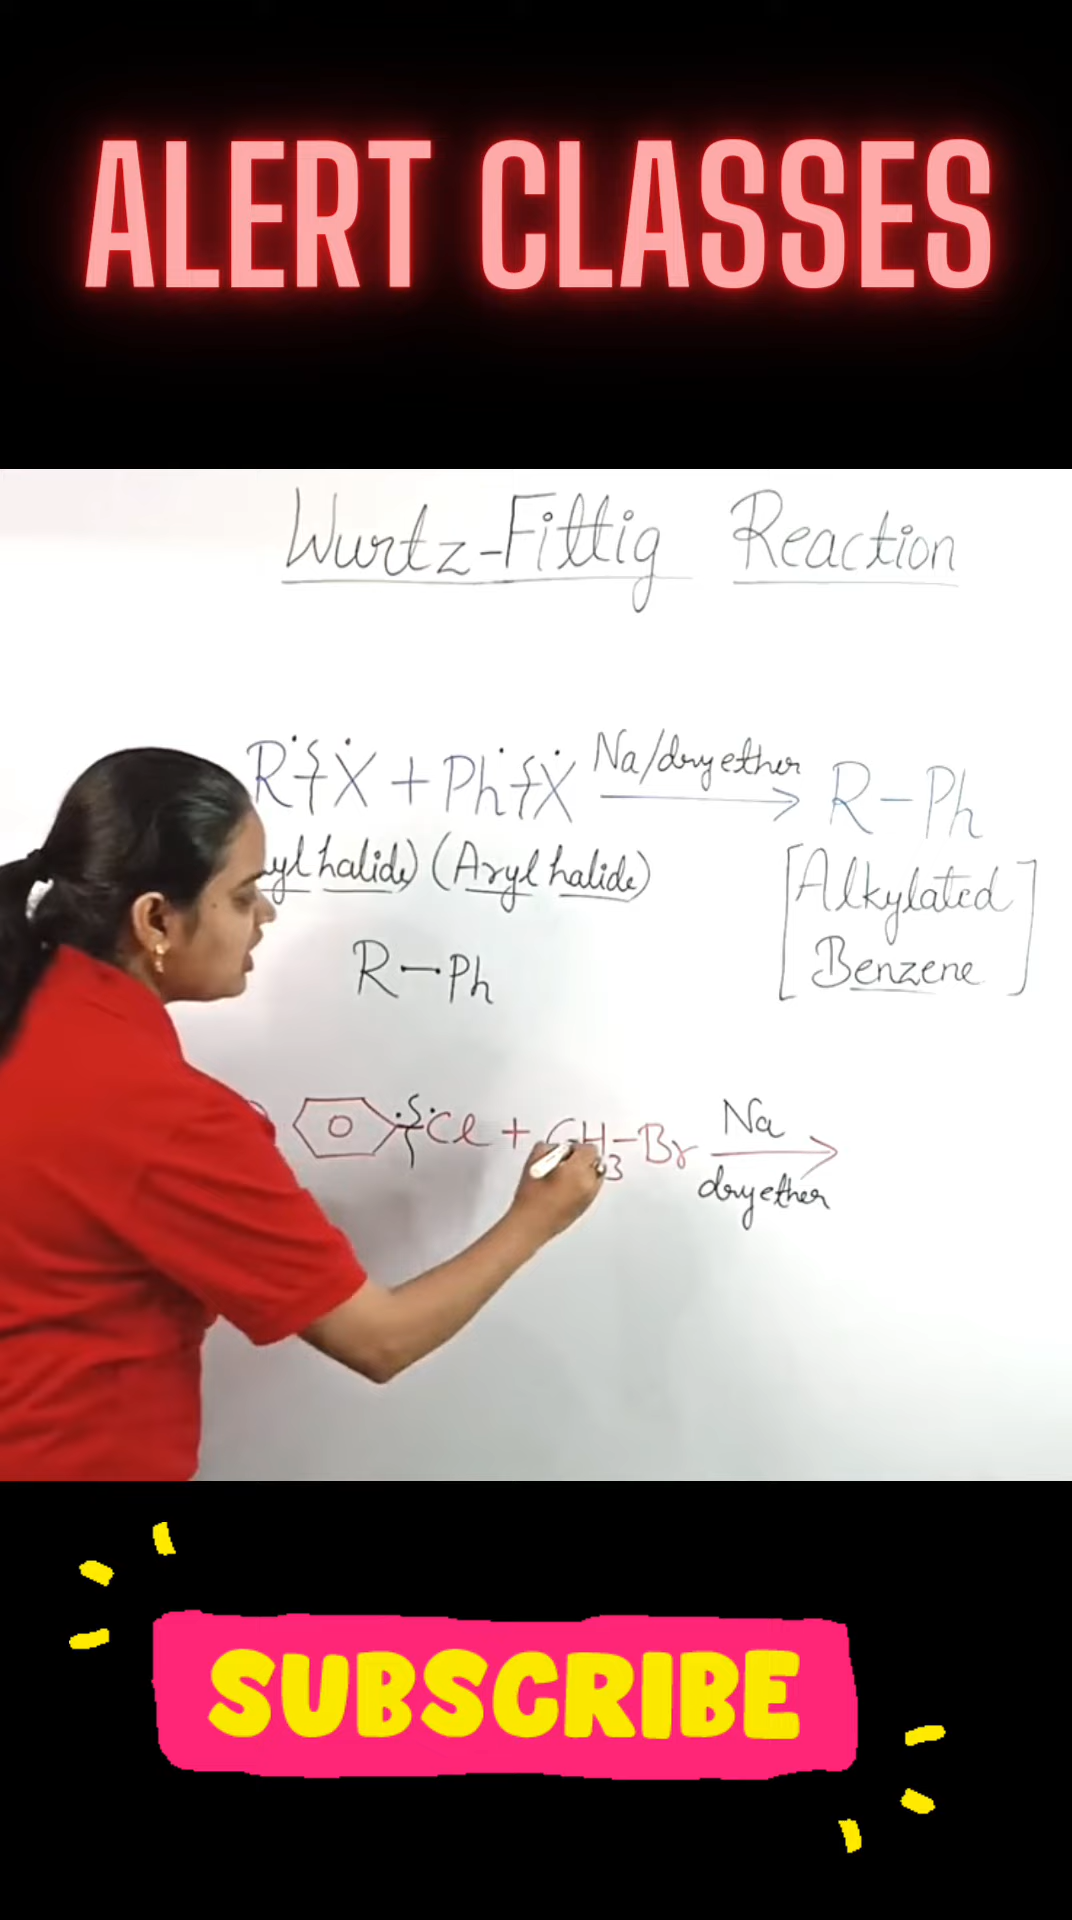 ALERT CLASSES
Wurtz-Fittig Reaction
R + X + Ph + X Na/dry ether → R-Ph
yl halide) (Aryl halide) [Alkylated
Benzene]
R-Ph
Cl + CH3-Br Na →
dry ether
SUBSCRIBE